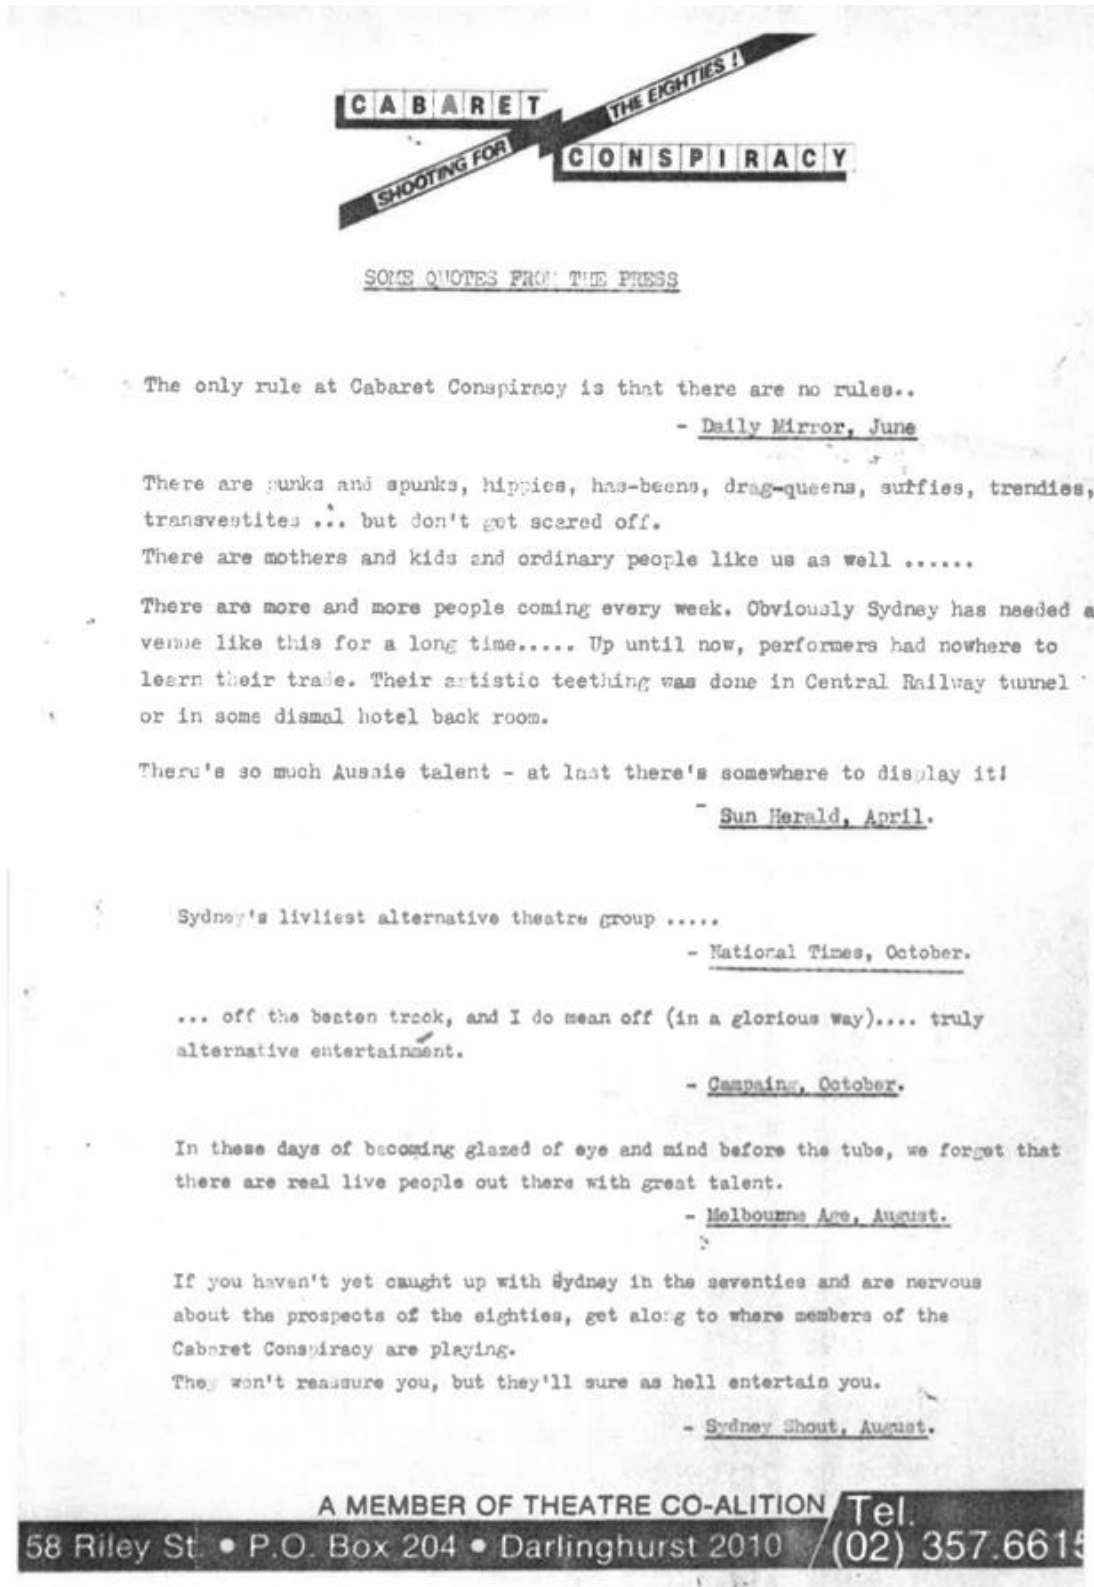 CABARET
THE EIGHTIES !
SHOOTING FOR
CONSPIRACY
SOME QUOTES FROM THE PRESS
The only rule at Cabaret Conspiracy is that there are no rules..
- Daily Mirror, June
There are punks and spunks, hippies, has-beens, drag-queens, surfies, trendies,
transvestites ... but don't get scared off.
There are mothers and kids and ordinary people like us as well ......
There are more and more people coming every week. Obviously Sydney has needed a
venue like this for a long time..... Up until now, performers had nowhere to
learn their trade. Their artistic teething was done in Central Railway tunnel
or in some dismal hotel back room.
There's so much Aussie talent - at last there's somewhere to display it!
- Sun Herald, April.
Sydney's livliest alternative theatre group .....
- National Times, October.
... off the beaten track, and I do mean off (in a glorious way).... truly
alternative entertainment.
- Campaing, October.
In these days of becoming glazed of eye and mind before the tube, we forget that
there are real live people out there with great talent.
- Melbourne Age, August.
If you haven't yet caught up with Sydney in the seventies and are nervous
about the prospects of the eighties, get along to where members of the
Cabaret Conspiracy are playing.
They won't reassure you, but they'll sure as hell entertain you.
- Sydney Shout, August.
A MEMBER OF THEATRE CO-ALITION
58 Riley St. • P.O. Box 204 • Darlinghurst 2010
Tel.
(02) 357.6615